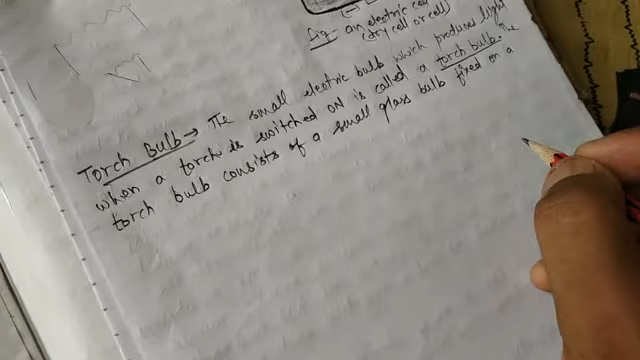 (-)
fig:- an electric cell
(dry cell or cell)
Torch Bulb → The small electric bulb which produces light
when a torch is switched ON is called a torch bulb. The
torch bulb consists of a small glass bulb fixed on a